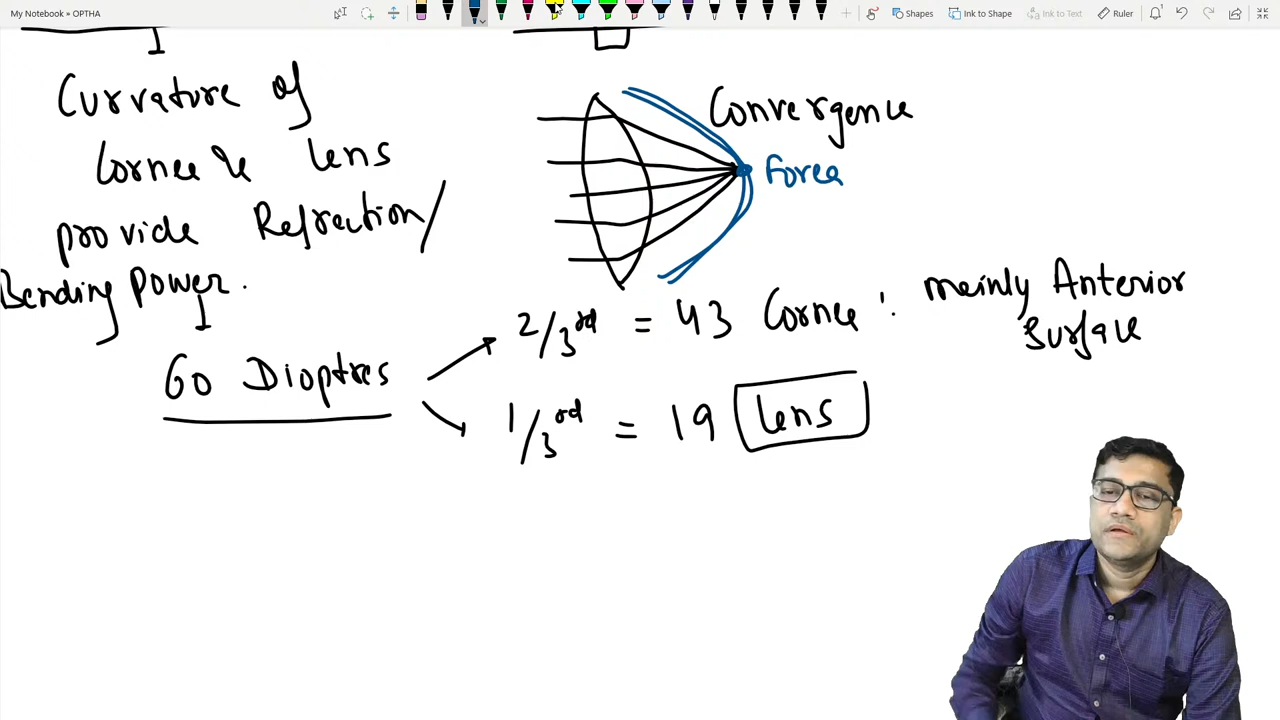 My Notebook » OPTHA
Shapes
Ink to Shape
Ink to Text
Ruler
Curvature of
Cornea & lens
provide Refraction/
Bending Power.
60 Dioptres
Convergence
Fovea
2/3rd = 43 Cornea : mainly Anterior
Surface
1/3rd = 19 lens